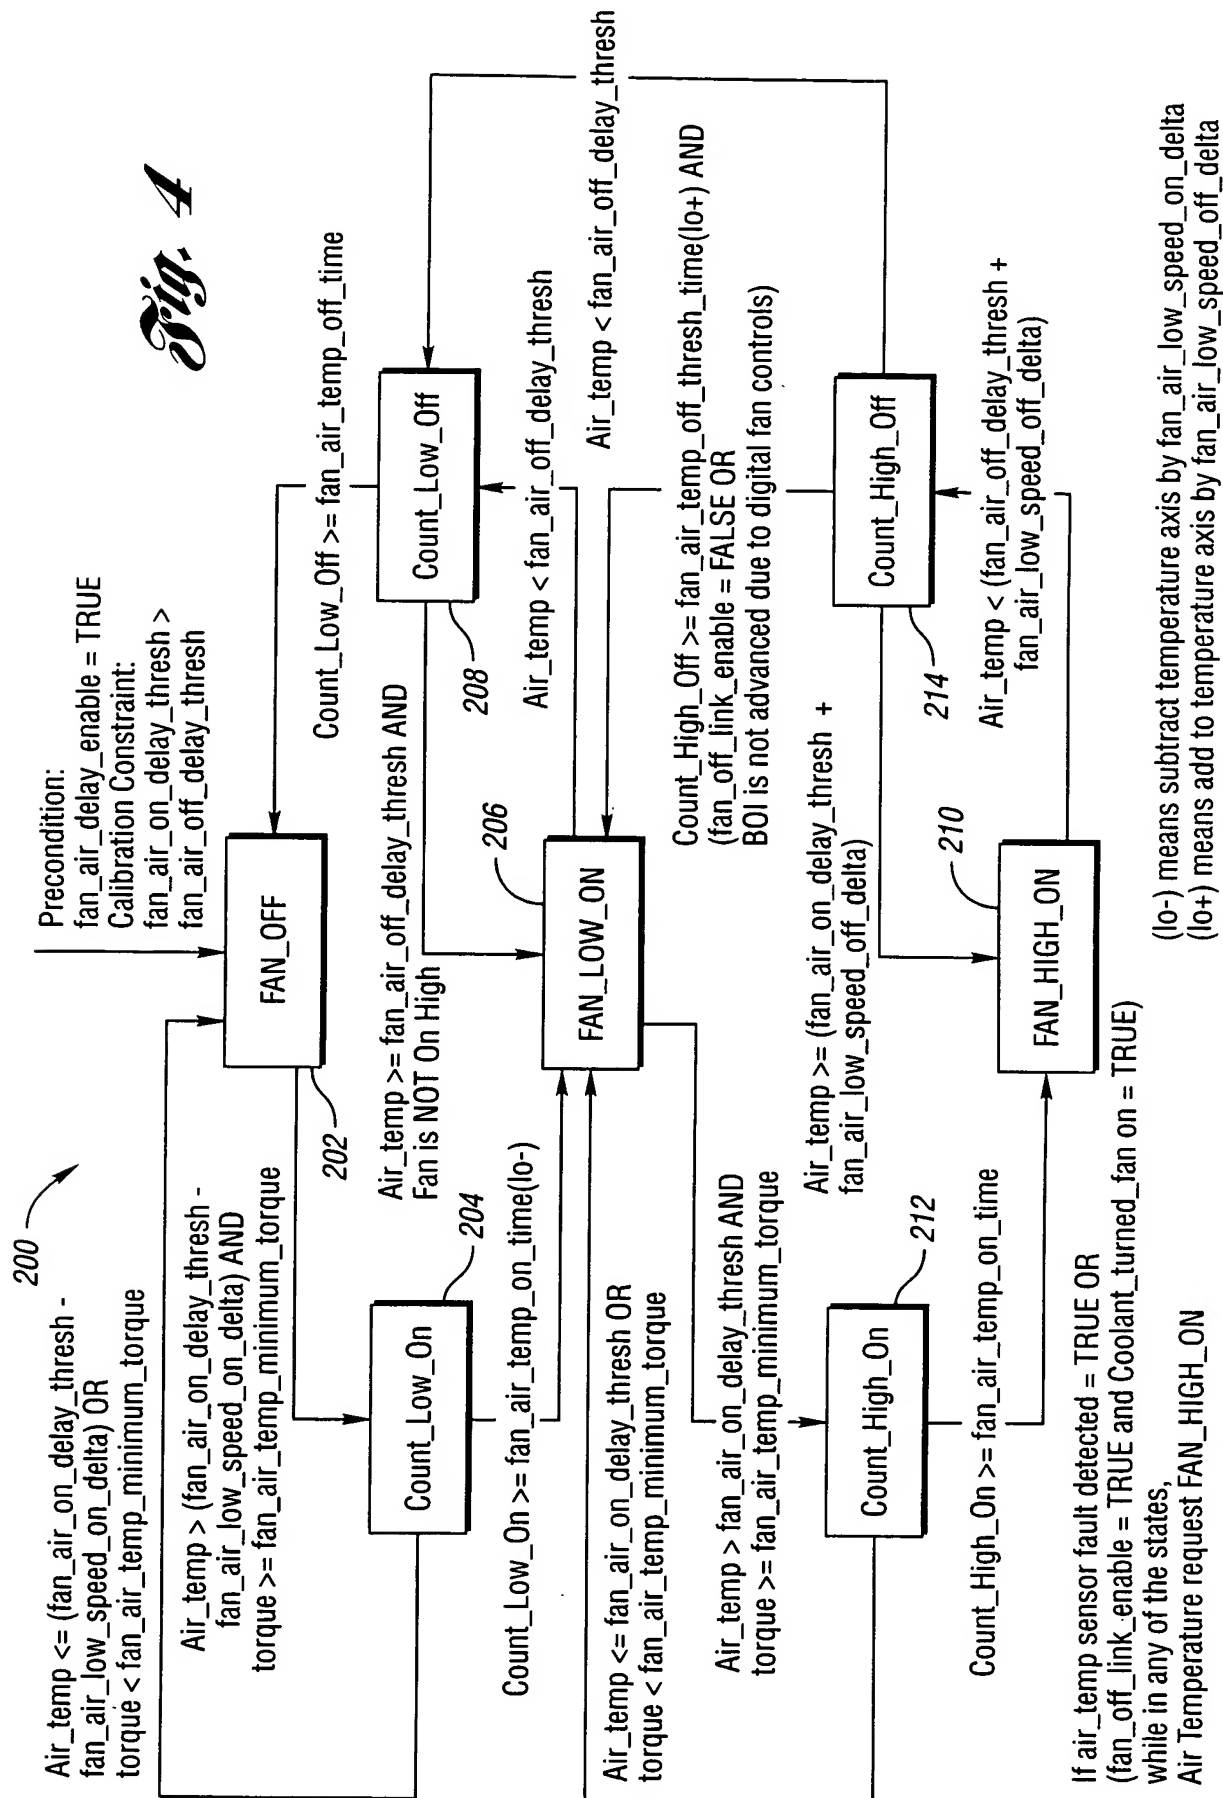 200
Fig. 4
Precondition:
fan_air_delay_enable = TRUE
Calibration Constraint:
fan_air_on_delay_thresh >
fan_air_off_delay_thresh
Air_temp <= (fan_air_on_delay_thresh -
fan_air_low_speed_on_delta) OR
torque < fan_air_temp_minimum_torque
FAN_OFF
202
Air_temp > (fan_air_on_delay_thresh -
fan_air_low_speed_on_delta) AND
torque >= fan_air_temp_minimum_torque
Count_Low_Off >= fan_air_temp_off_time
Count_Low_On
204
Air_temp >= fan_air_off_delay_thresh AND
Fan is NOT On High
Count_Low_Off
208
Count_Low_On >= fan_air_temp_on_time(lo-)
206
FAN_LOW_ON
Air_temp < fan_air_off_delay_thresh
Air_temp < fan_air_off_delay_thresh
Air_temp <= fan_air_on_delay_thresh OR
torque < fan_air_temp_minimum_torque
Count_High_Off >= fan_air_temp_off_thresh_time(lo+) AND
(fan_off_link_enable = FALSE OR
BOI is not advanced due to digital fan controls)
Air_temp > fan_air_on_delay_thresh AND
torque >= fan_air_temp_minimum_torque
Air_temp >= (fan_air_on_delay_thresh +
fan_air_low_speed_off_delta)
Count_High_On
212
Count_High_Off
214
Count_High_On >= fan_air_temp_on_time
210
FAN_HIGH_ON
Air_temp < (fan_air_off_delay_thresh +
fan_air_low_speed_off_delta)
If air_temp sensor fault detected = TRUE OR
(fan_off_link_enable = TRUE and Coolant_turned_fan on = TRUE)
while in any of the states,
Air Temperature request FAN_HIGH_ON
(lo-) means subtract temperature axis by fan_air_low_speed_on_delta
(lo+) means add to temperature axis by fan_air_low_speed_off_delta